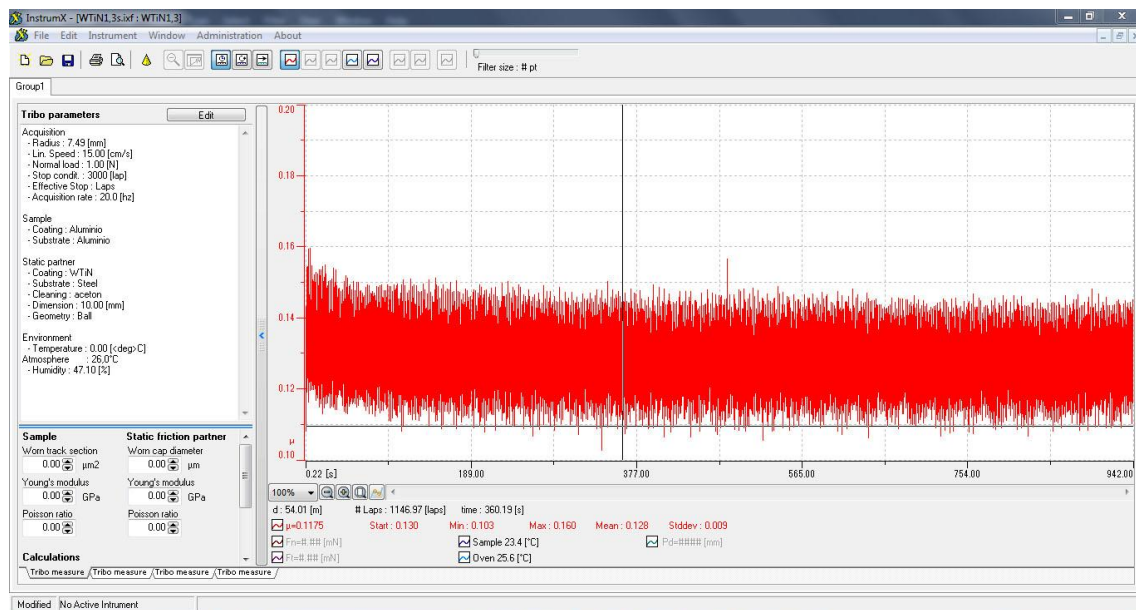 InstrumX - [WTiN1,3s.ixf : WTiN1,3]
File Edit Instrument Window Administration About
Filter size : # pt
Group1
Tribo parameters Edit
Acquisition
- Radius : 7.49 [mm]
- Lin. Speed : 15.00 [cm/s]
- Normal load : 1.00 [N]
- Stop condit. : 3000 [lap]
- Effective Stop : Laps
- Acquisition rate : 20.0 [hz]
Sample
- Coating : Aluminio
- Substrate : Aluminio
Static partner
- Coating : WTiN
- Substrate : Steel
- Cleaning : aceton
- Dimension : 10.00 [mm]
- Geometry : Ball
Environment
- Temperature : 0.00 [<deg>C]
Atmosphere : 26,0°C
- Humidity : 47.10 [%]
Sample Static friction partner
Worn track section Worn cap diameter
0.00 µm2 0.00 µm
Young's modulus Young's modulus
0.00 GPa 0.00 GPa
Poisson ratio Poisson ratio
0.00 0.00
Calculations
Tribo measure Tribo measure Tribo measure Tribo measure
0.20
0.18
0.16
0.14
0.12
µ
0.10
0.22 [s] 189.00 377.00 565.00 754.00 942.00
100%
d : 54.01 [m] # Laps : 1146.97 [laps] time : 360.19 [s]
µ=0.1175 Start : 0.130 Min : 0.103 Max : 0.160 Mean : 0.128 Stddev : 0.009
Fn=#.## [mN] Sample 23.4 [°C] Pd=#### [mm]
Ft=#.## [mN] Oven 25.6 [°C]
Modified No Active Intrument